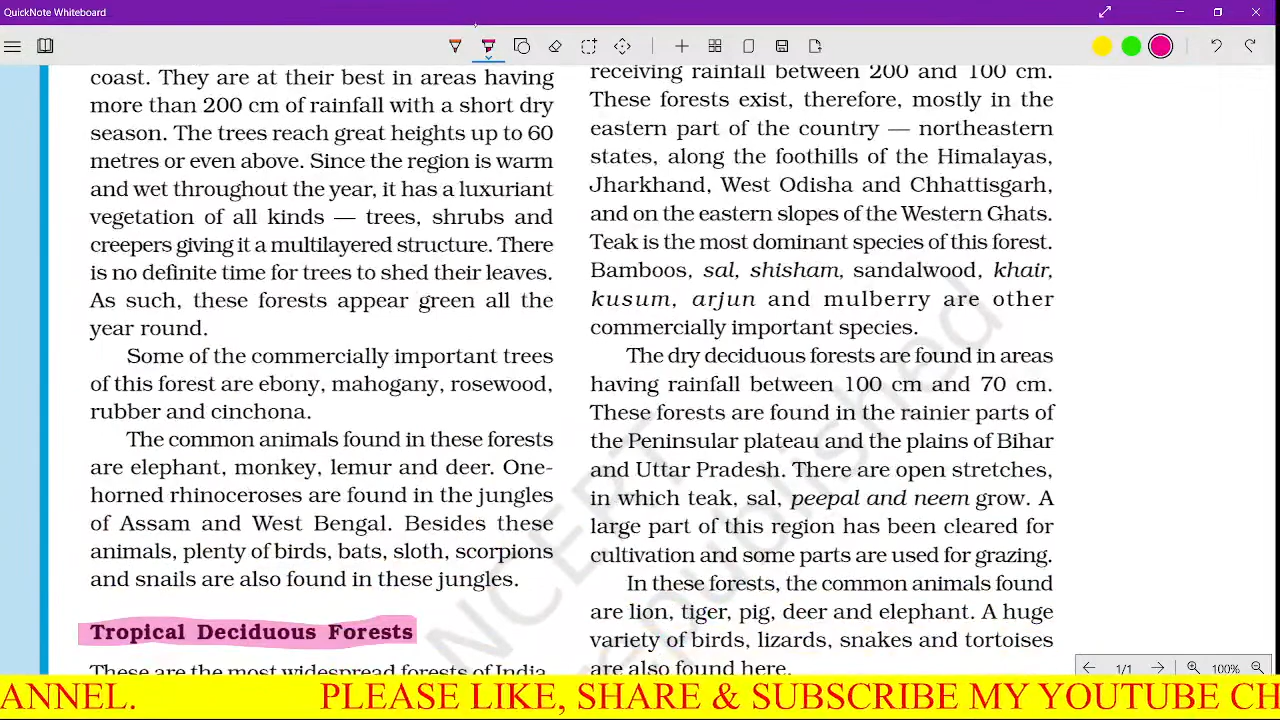 QuickNote Whiteboard
coast. They are at their best in areas having
more than 200 cm of rainfall with a short dry
season. The trees reach great heights up to 60
metres or even above. Since the region is warm
and wet throughout the year, it has a luxuriant
vegetation of all kinds — trees, shrubs and
creepers giving it a multilayered structure. There
is no definite time for trees to shed their leaves.
As such, these forests appear green all the
year round.
Some of the commercially important trees
of this forest are ebony, mahogany, rosewood,
rubber and cinchona.
The common animals found in these forests
are elephant, monkey, lemur and deer. One-
horned rhinoceroses are found in the jungles
of Assam and West Bengal. Besides these
animals, plenty of birds, bats, sloth, scorpions
and snails are also found in these jungles.
Tropical Deciduous Forests
These are the most widespread forests of India.
receiving rainfall between 200 and 100 cm.
These forests exist, therefore, mostly in the
eastern part of the country — northeastern
states, along the foothills of the Himalayas,
Jharkhand, West Odisha and Chhattisgarh,
and on the eastern slopes of the Western Ghats.
Teak is the most dominant species of this forest.
Bamboos, sal, shisham, sandalwood, khair,
kusum, arjun and mulberry are other
commercially important species.
The dry deciduous forests are found in areas
having rainfall between 100 cm and 70 cm.
These forests are found in the rainier parts of
the Peninsular plateau and the plains of Bihar
and Uttar Pradesh. There are open stretches,
in which teak, sal, peepal and neem grow. A
large part of this region has been cleared for
cultivation and some parts are used for grazing.
In these forests, the common animals found
are lion, tiger, pig, deer and elephant. A huge
variety of birds, lizards, snakes and tortoises
are also found here.
NCERT
republished
1/1
100%
ANNEL. PLEASE LIKE, SHARE & SUBSCRIBE MY YOUTUBE CH